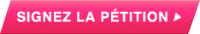 SIGNEZ LA PÉTITION ▸